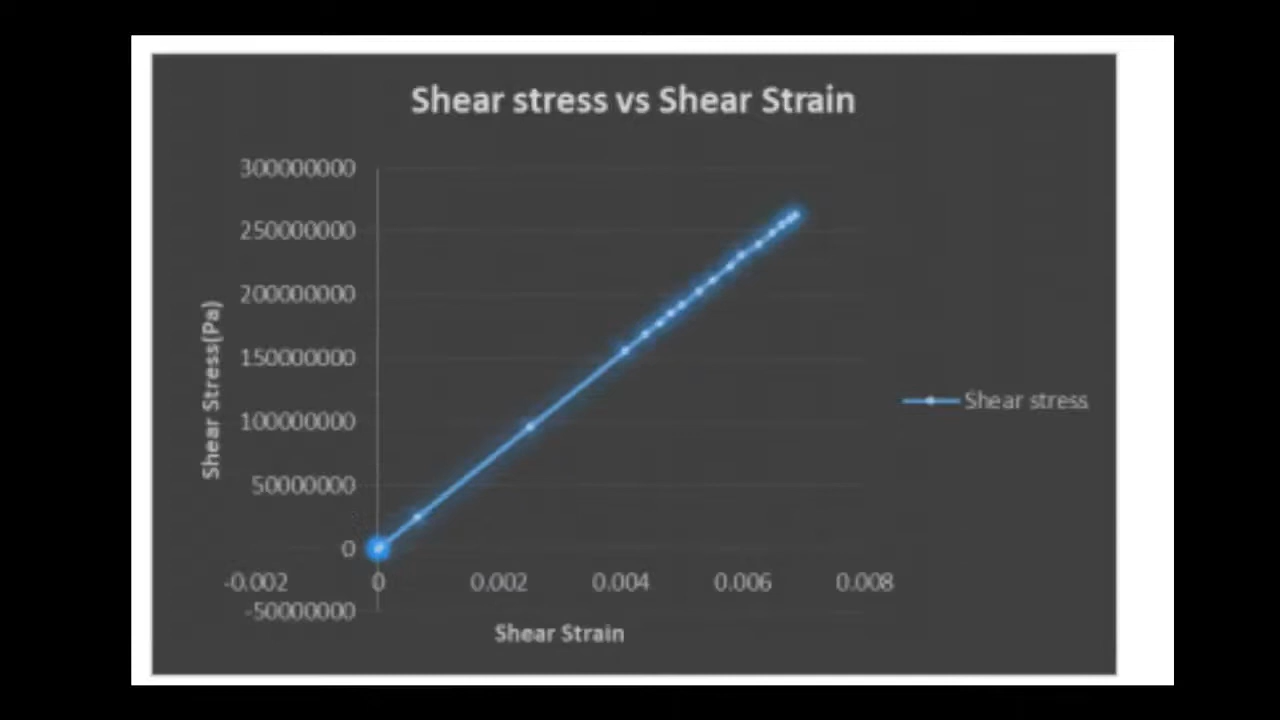 Shear stress vs Shear Strain
300000000
250000000
200000000
150000000
100000000
50000000
0
-50000000
Shear Stress(Pa)
-0.002 0 0.002 0.004 0.006 0.008
Shear Strain
Shear stress